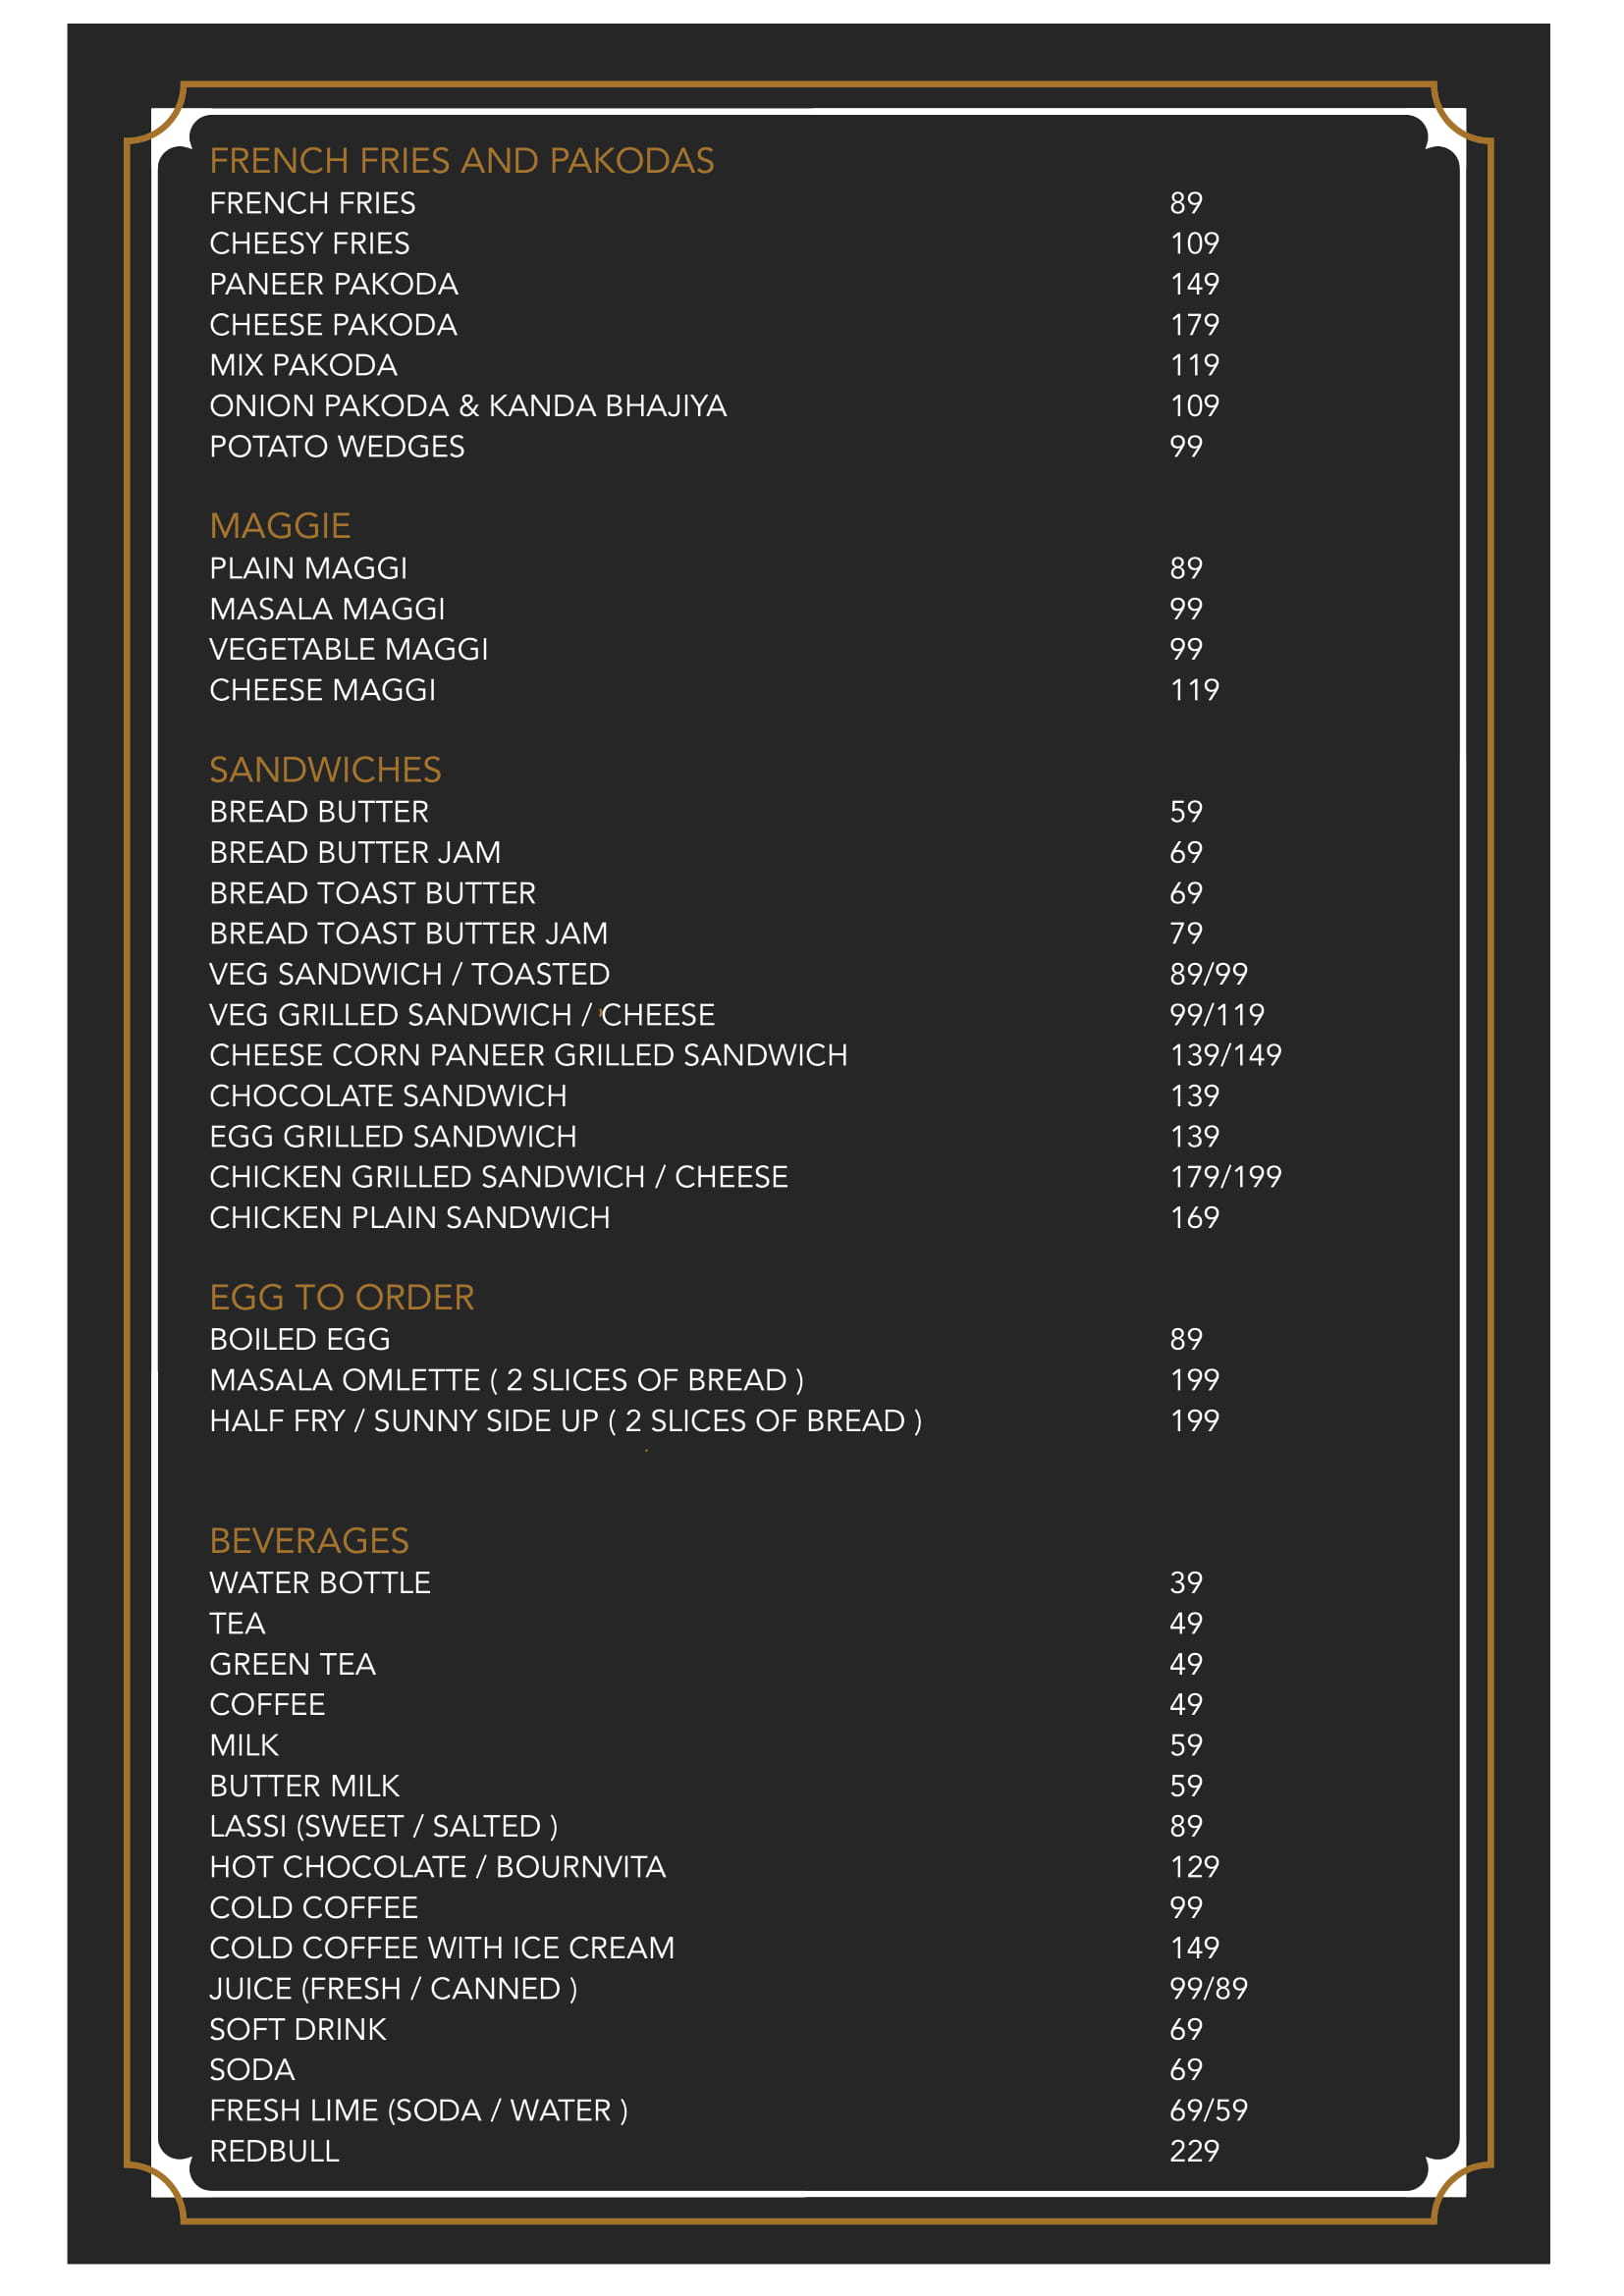 FRENCH FRIES AND PAKODAS
FRENCH FRIES 89
CHEESY FRIES 109
PANEER PAKODA 149
CHEESE PAKODA 179
MIX PAKODA 119
ONION PAKODA & KANDA BHAJIYA 109
POTATO WEDGES 99
MAGGIE
PLAIN MAGGI 89
MASALA MAGGI 99
VEGETABLE MAGGI 99
CHEESE MAGGI 119
SANDWICHES
BREAD BUTTER 59
BREAD BUTTER JAM 69
BREAD TOAST BUTTER 69
BREAD TOAST BUTTER JAM 79
VEG SANDWICH / TOASTED 89/99
VEG GRILLED SANDWICH / CHEESE 99/119
CHEESE CORN PANEER GRILLED SANDWICH 139/149
CHOCOLATE SANDWICH 139
EGG GRILLED SANDWICH 139
CHICKEN GRILLED SANDWICH / CHEESE 179/199
CHICKEN PLAIN SANDWICH 169
EGG TO ORDER
BOILED EGG 89
MASALA OMLETTE ( 2 SLICES OF BREAD ) 199
HALF FRY / SUNNY SIDE UP ( 2 SLICES OF BREAD ) 199
BEVERAGES
WATER BOTTLE 39
TEA 49
GREEN TEA 49
COFFEE 49
MILK 59
BUTTER MILK 59
LASSI (SWEET / SALTED ) 89
HOT CHOCOLATE / BOURNVITA 129
COLD COFFEE 99
COLD COFFEE WITH ICE CREAM 149
JUICE (FRESH / CANNED ) 99/89
SOFT DRINK 69
SODA 69
FRESH LIME (SODA / WATER ) 69/59
REDBULL 229